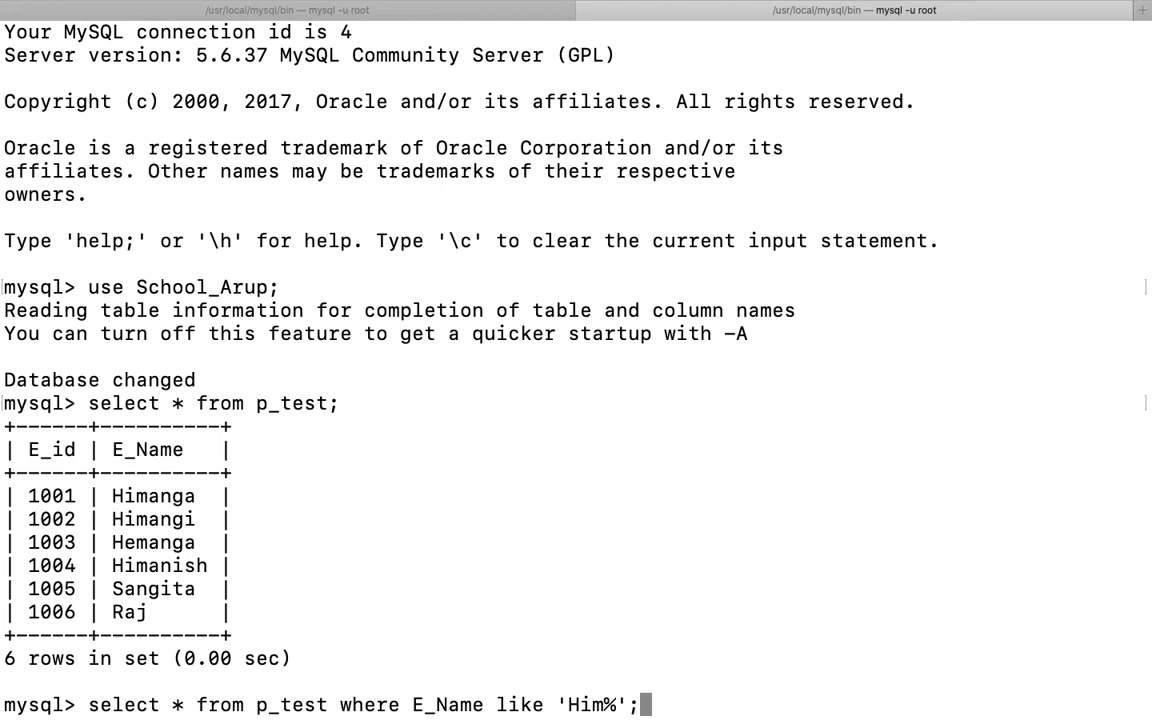 /usr/local/mysql/bin — mysql -u root
/usr/local/mysql/bin — mysql -u root
+
Your MySQL connection id is 4
Server version: 5.6.37 MySQL Community Server (GPL)
Copyright (c) 2000, 2017, Oracle and/or its affiliates. All rights reserved.
Oracle is a registered trademark of Oracle Corporation and/or its
affiliates. Other names may be trademarks of their respective
owners.
Type 'help;' or '\h' for help. Type '\c' to clear the current input statement.
mysql> use School_Arup;
Reading table information for completion of table and column names
You can turn off this feature to get a quicker startup with -A
Database changed
mysql> select * from p_test;
+------+----------+
| E_id | E_Name   |
+------+----------+
| 1001 | Himanga  |
| 1002 | Himangi  |
| 1003 | Hemanga  |
| 1004 | Himanish |
| 1005 | Sangita  |
| 1006 | Raj      |
+------+----------+
6 rows in set (0.00 sec)
mysql> select * from p_test where E_Name like 'Him%';